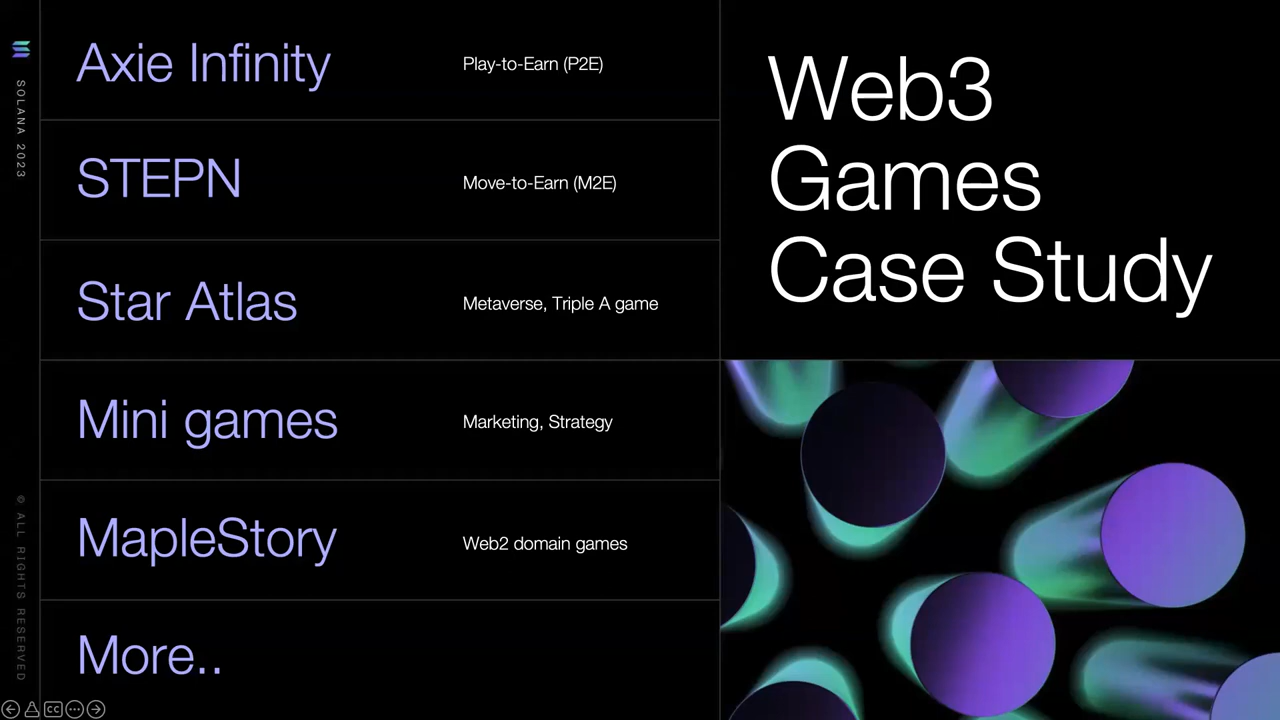 Axie Infinity
Play-to-Earn (P2E)
STEPN
Move-to-Earn (M2E)
Star Atlas
Metaverse, Triple A game
Mini games
Marketing, Strategy
MapleStory
Web2 domain games
More..
Web3
Games
Case Study
SOLANA 2023
© ALL RIGHTS RESERVED
CC